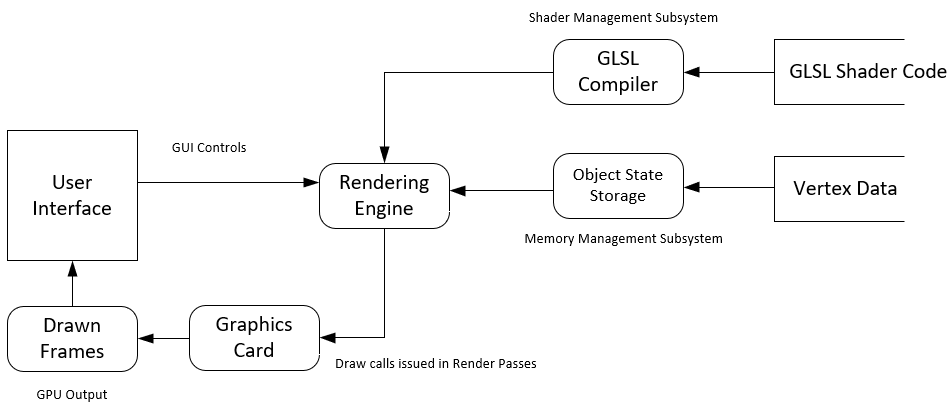 Shader Management Subsystem
GLSL
Compiler
GLSL Shader Code
GUI Controls
User
Interface
Rendering
Engine
Object State
Storage
Vertex Data
Memory Management Subsystem
Drawn
Frames
Graphics
Card
Draw calls issued in Render Passes
GPU Output